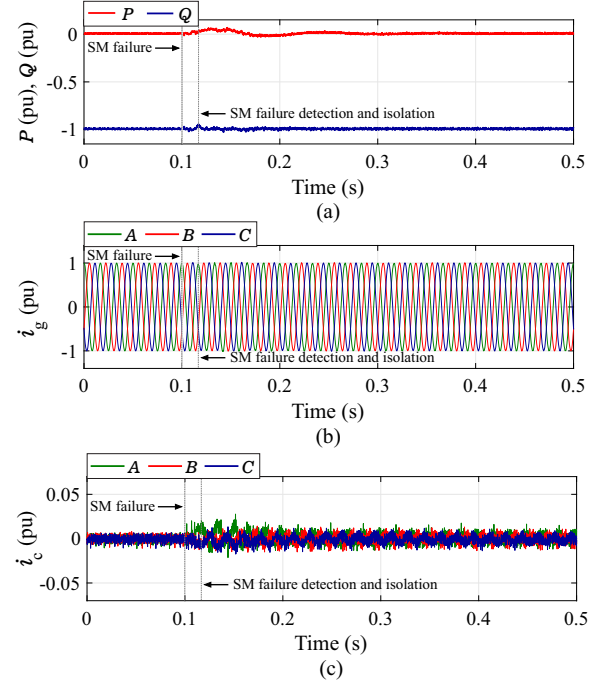 P Q
0
-0.5
-1
P (pu), Q (pu)
SM failure
SM failure detection and isolation
0 0.1 0.2 0.3 0.4 0.5
Time (s)
(a)
A B C
1
0
-1
i_g (pu)
SM failure
SM failure detection and isolation
0 0.1 0.2 0.3 0.4 0.5
Time (s)
(b)
A B C
0.05
0
-0.05
i_c (pu)
SM failure
SM failure detection and isolation
0 0.1 0.2 0.3 0.4 0.5
Time (s)
(c)